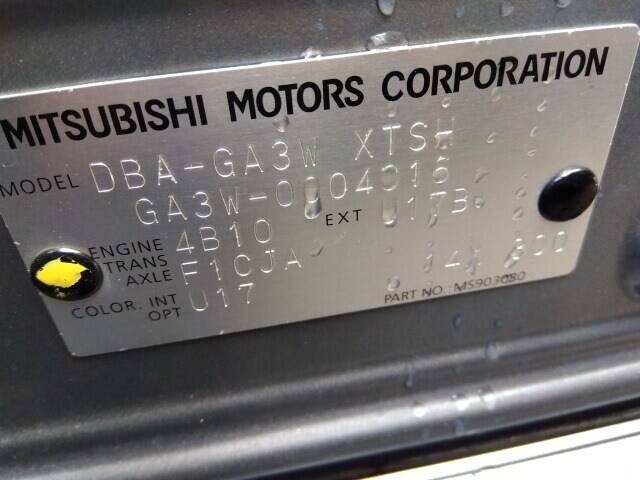 MITSUBISHI MOTORS CORPORATION
MODEL DBA-GA3W XTSH
GA3W-0004015
ENGINE 4B10 EXT U17B
TRANS AXLE F1CJA
COLOR. INT U17
OPT
PART NO.: MS903080